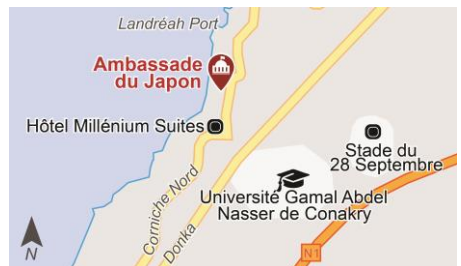 Landréah Port
Ambassade
du Japon
Hôtel Millénium Suites
Stade du
28 Septembre
Université Gamal Abdel
Nasser de Conakry
Corniche Nord
Donka
N1
N